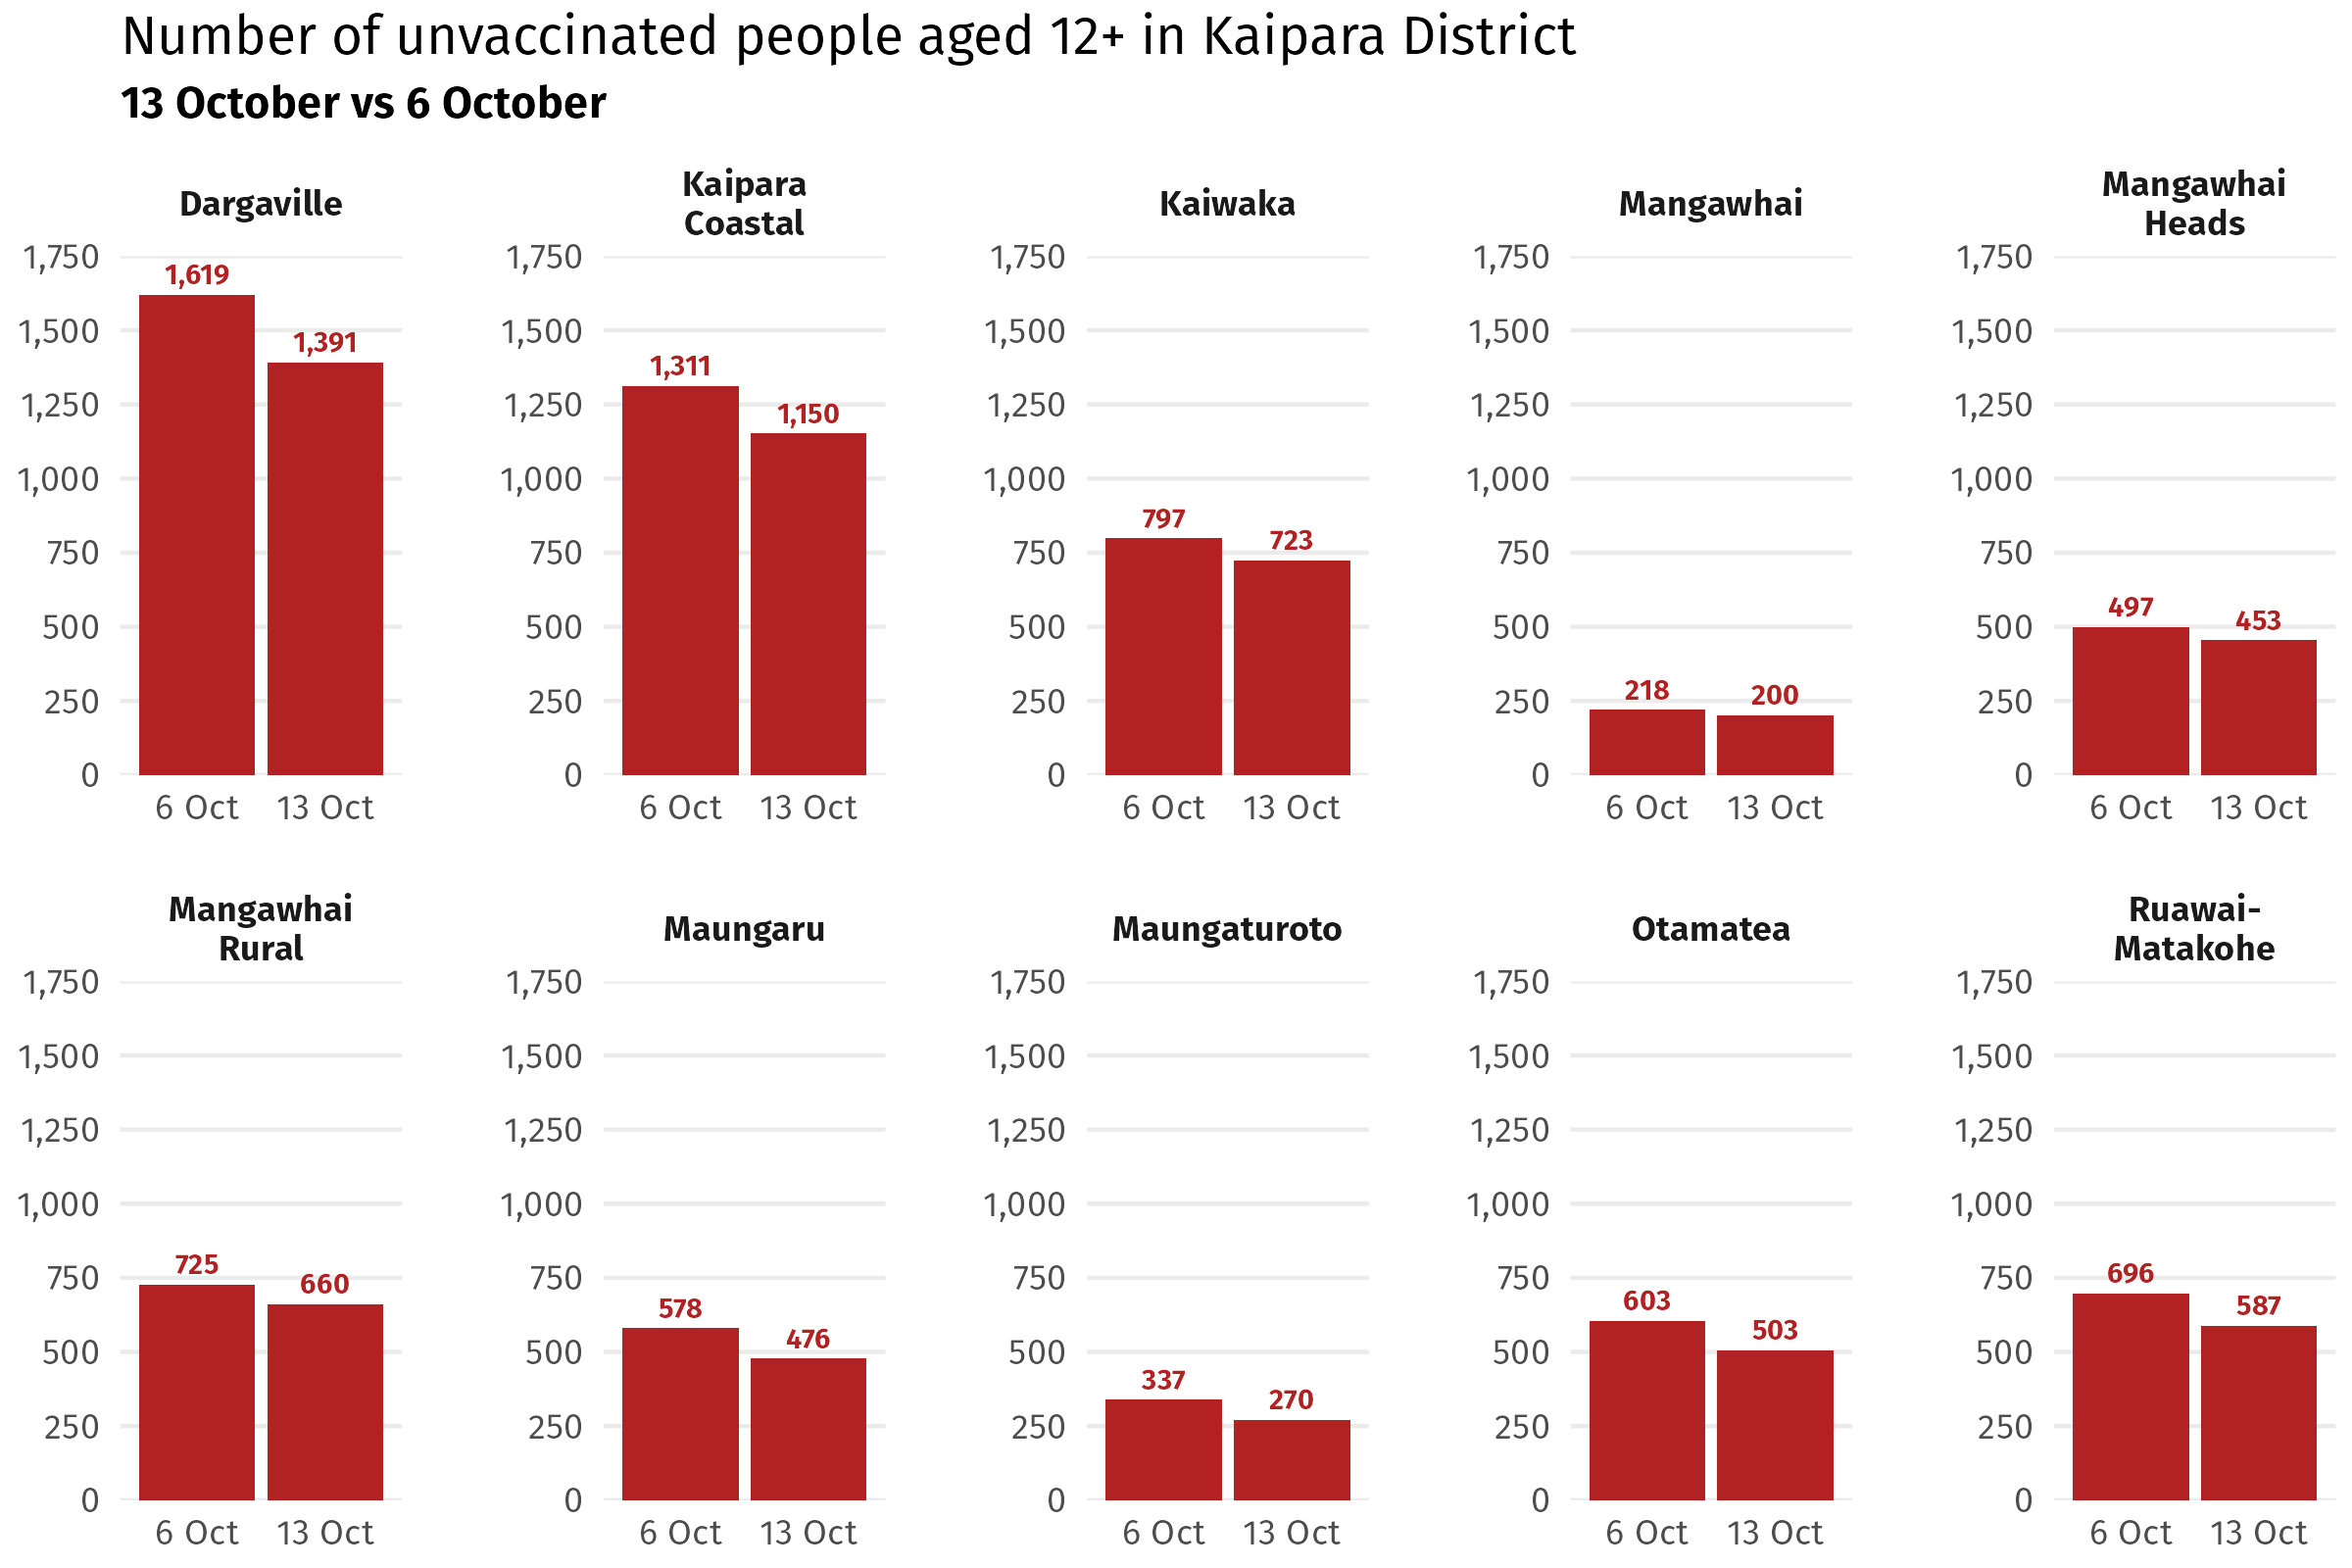 Number of unvaccinated people aged 12+ in Kaipara District
13 October vs 6 October
Dargaville
1,750
1,500
1,250
1,000
750
500
250
0
1,619
1,391
6 Oct
13 Oct
Kaipara
Coastal
1,750
1,500
1,250
1,000
750
500
250
0
1,311
1,150
6 Oct
13 Oct
Kaiwaka
1,750
1,500
1,250
1,000
750
500
250
0
797
723
6 Oct
13 Oct
Mangawhai
1,750
1,500
1,250
1,000
750
500
250
0
218
200
6 Oct
13 Oct
Mangawhai
Heads
1,750
1,500
1,250
1,000
750
500
250
0
497
453
6 Oct
13 Oct
Mangawhai
Rural
1,750
1,500
1,250
1,000
750
500
250
0
725
660
6 Oct
13 Oct
Maungaru
1,750
1,500
1,250
1,000
750
500
250
0
578
476
6 Oct
13 Oct
Maungaturoto
1,750
1,500
1,250
1,000
750
500
250
0
337
270
6 Oct
13 Oct
Otamatea
1,750
1,500
1,250
1,000
750
500
250
0
603
503
6 Oct
13 Oct
Ruawai-
Matakohe
1,750
1,500
1,250
1,000
750
500
250
0
696
587
6 Oct
13 Oct